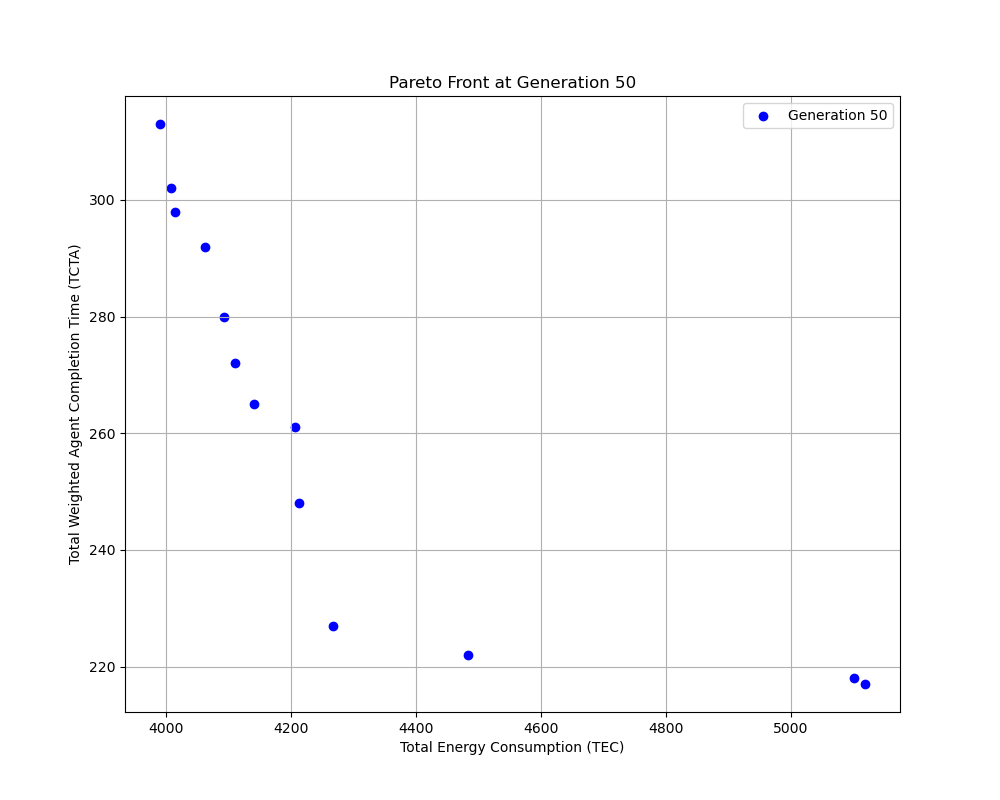 Pareto Front at Generation 50
Generation 50
Total Weighted Agent Completion Time (TCTA)
300
280
260
240
220
4000 4200 4400 4600 4800 5000
Total Energy Consumption (TEC)